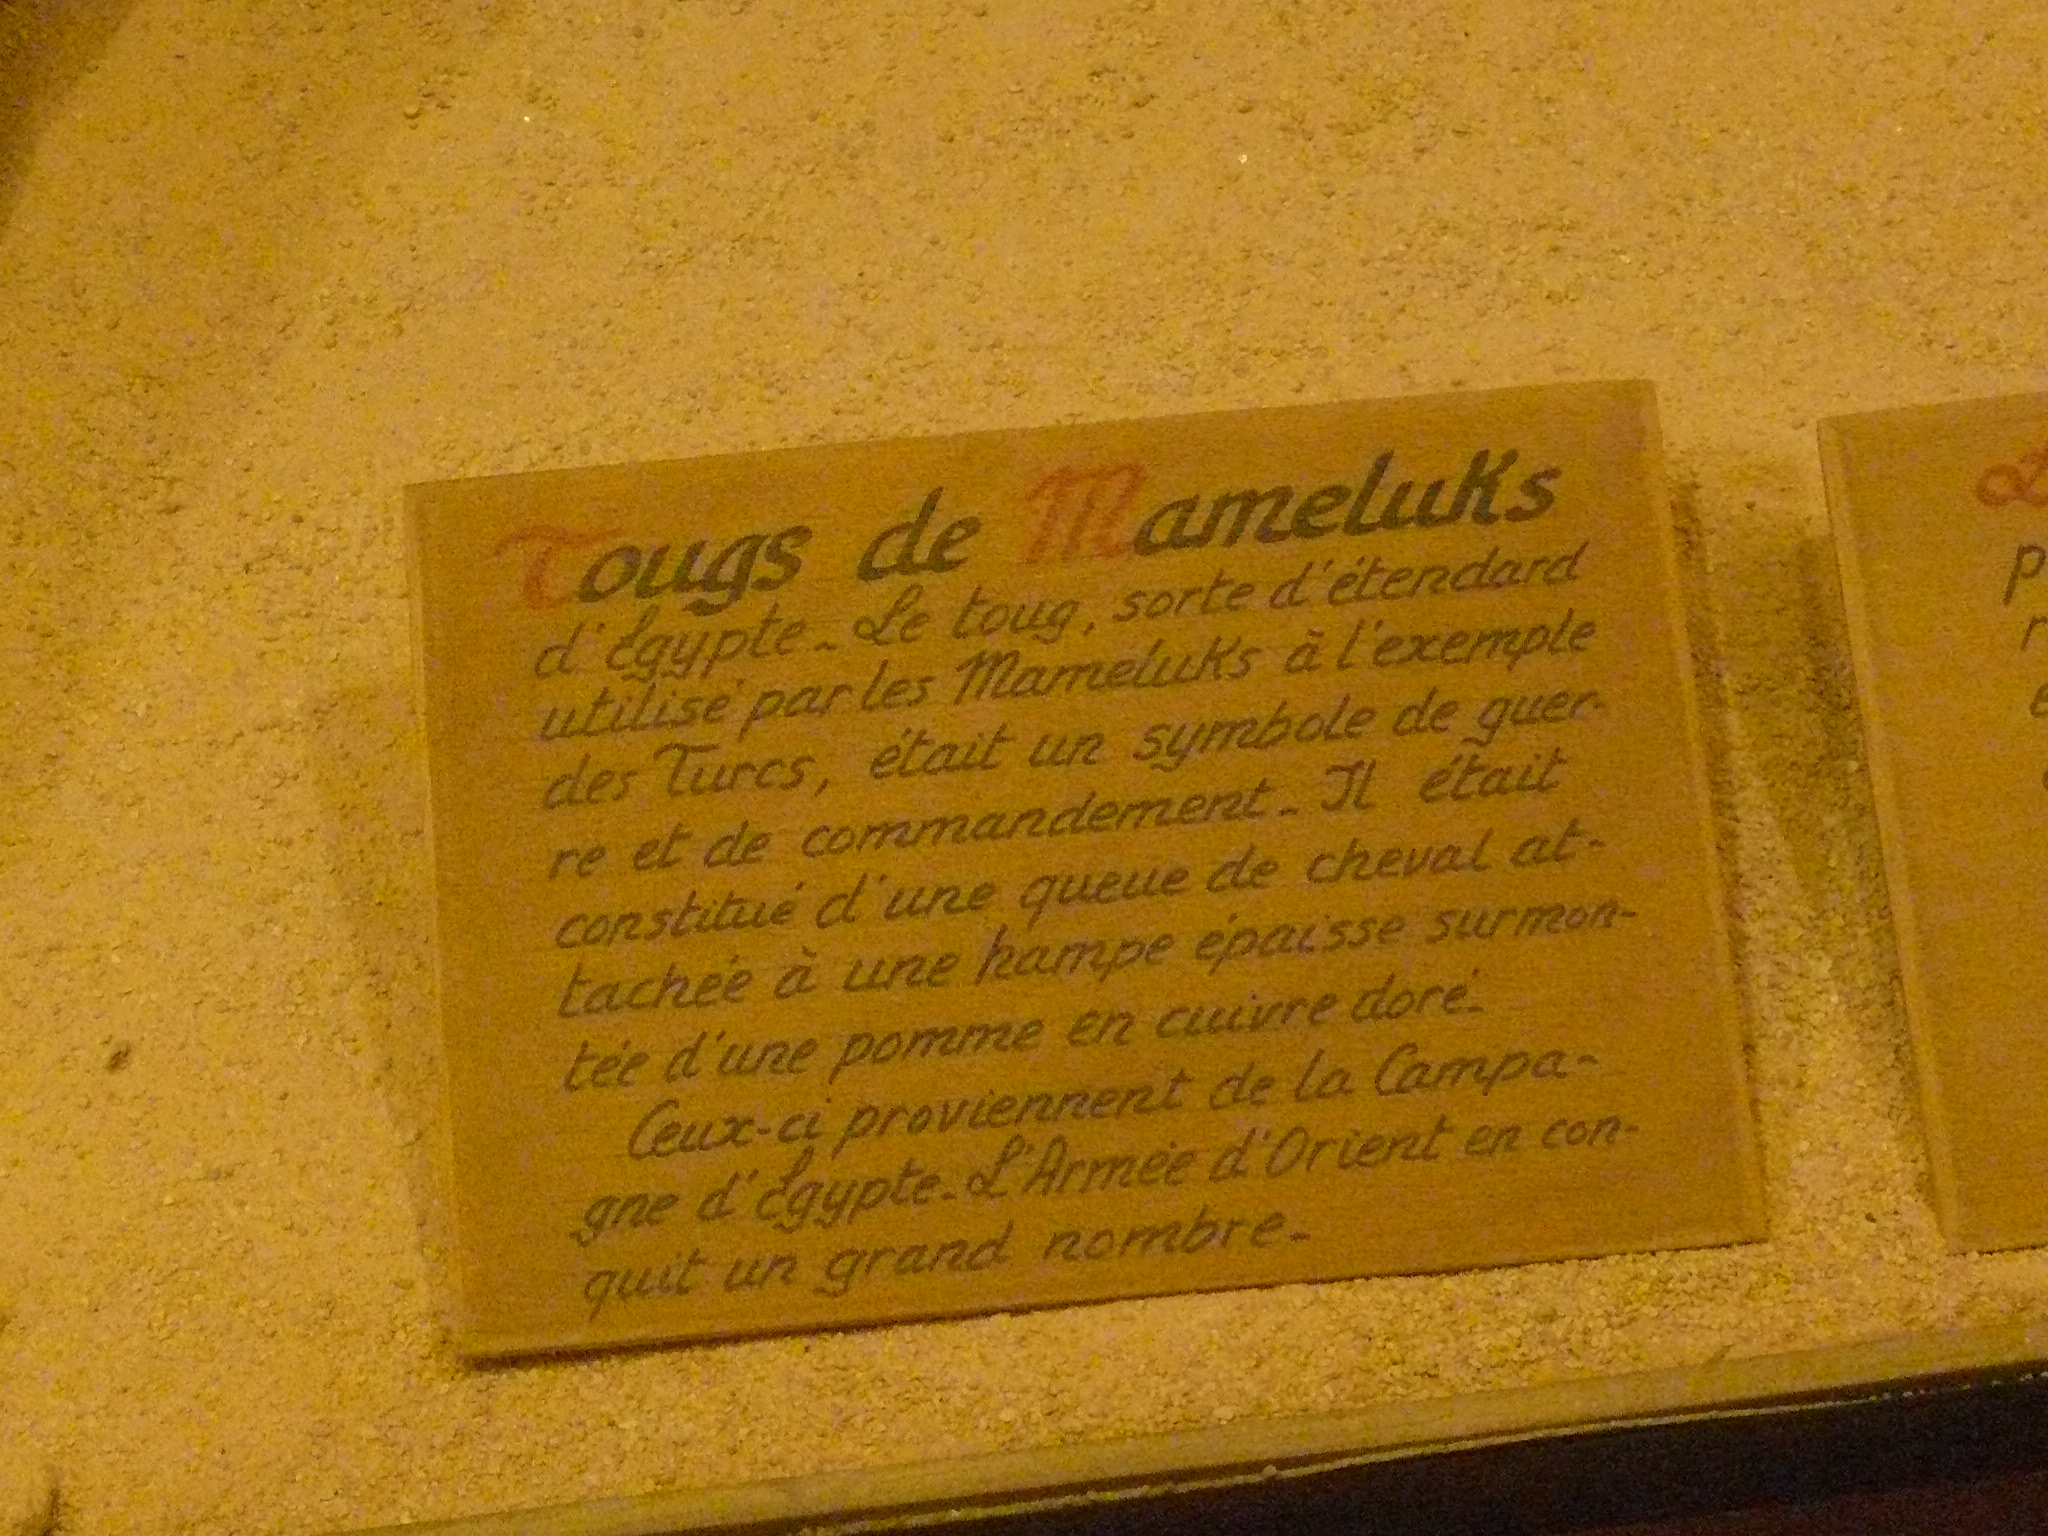 Tougs de Mameluks
d'Égypte. Le toug, sorte d'étendard
utilisé par les Mameluks à l'exemple
des Turcs, était un symbole de guer-
re et de commandement. Il était
constitué d'une queue de cheval at-
tachée à une hampe épaisse surmon-
tée d'une pomme en cuivre doré.
Ceux-ci proviennent de la Campa-
gne d'Égypte. L'Armée d'Orient en con-
quit un grand nombre.